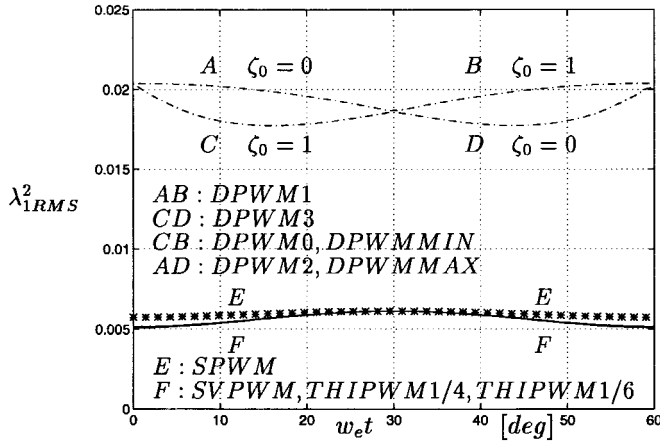 0.025
0.02
0.015
0.01
0.005
0
λ²₁RMS
A ζ₀ = 0
B ζ₀ = 1
C ζ₀ = 1
D ζ₀ = 0
AB : DPWM1
CD : DPWM3
CB : DPWM0, DPWMMIN
AD : DPWM2, DPWMMAX
E E
F F
E : SPWM
F : SVPWM, THIPWM1/4, THIPWM1/6
0 10 20 30 40 50 60
wₑt [deg]